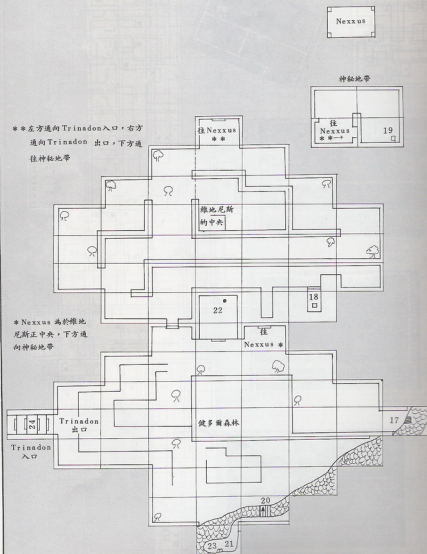 Nexxus
神秘地帶
往
Nexxus
**→
19
**左方通向Trinadon入口,右方
通向Trinadon 出口,下方通
往神秘地帶
往Nexxus
**
維地尼斯
的中央
18
22
往
Nexxus *
*Nexxus 為於維地
尼斯正中央,下方通
向神秘地帶
24
Trinadon
出口
Trinadon
入口
健多爾森林
17
20
23
21